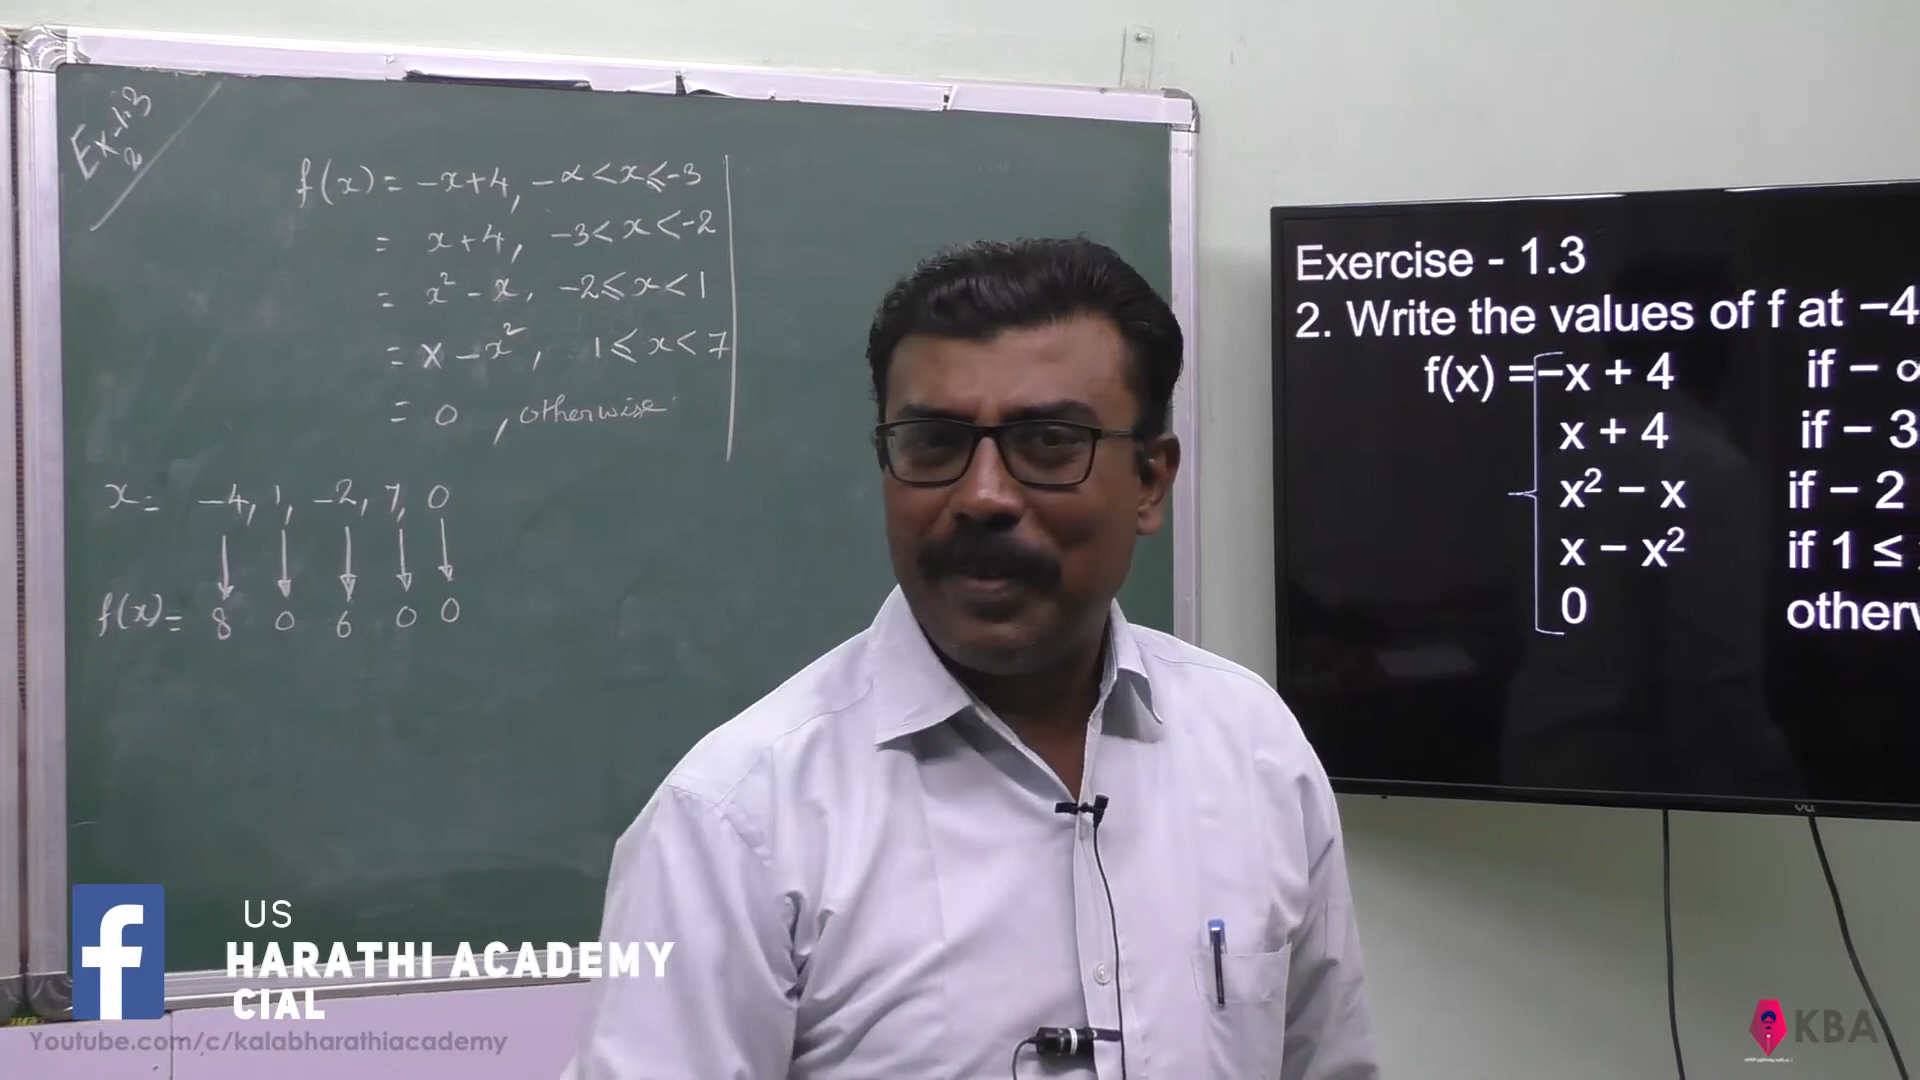 Ex-1.3
2
f(x) = -x+4, -∝<x≤-3
= x+4, -3<x<-2
= x² - x, -2≤x<1
= x - x², 1≤x<7
= 0, otherwise
x = -4, 1, -2, 7, 0
f(x) = 8 0 6 0 0
Exercise - 1.3
2. Write the values of f at −4
f(x) = −x + 4 if − ∞
x + 4 if − 3
x² − x if − 2
x − x² if 1 ≤
0 otherw
VU
f
US
HARATHI ACADEMY
CIAL
Youtube.com/c/kalabharathiacademy
KBA